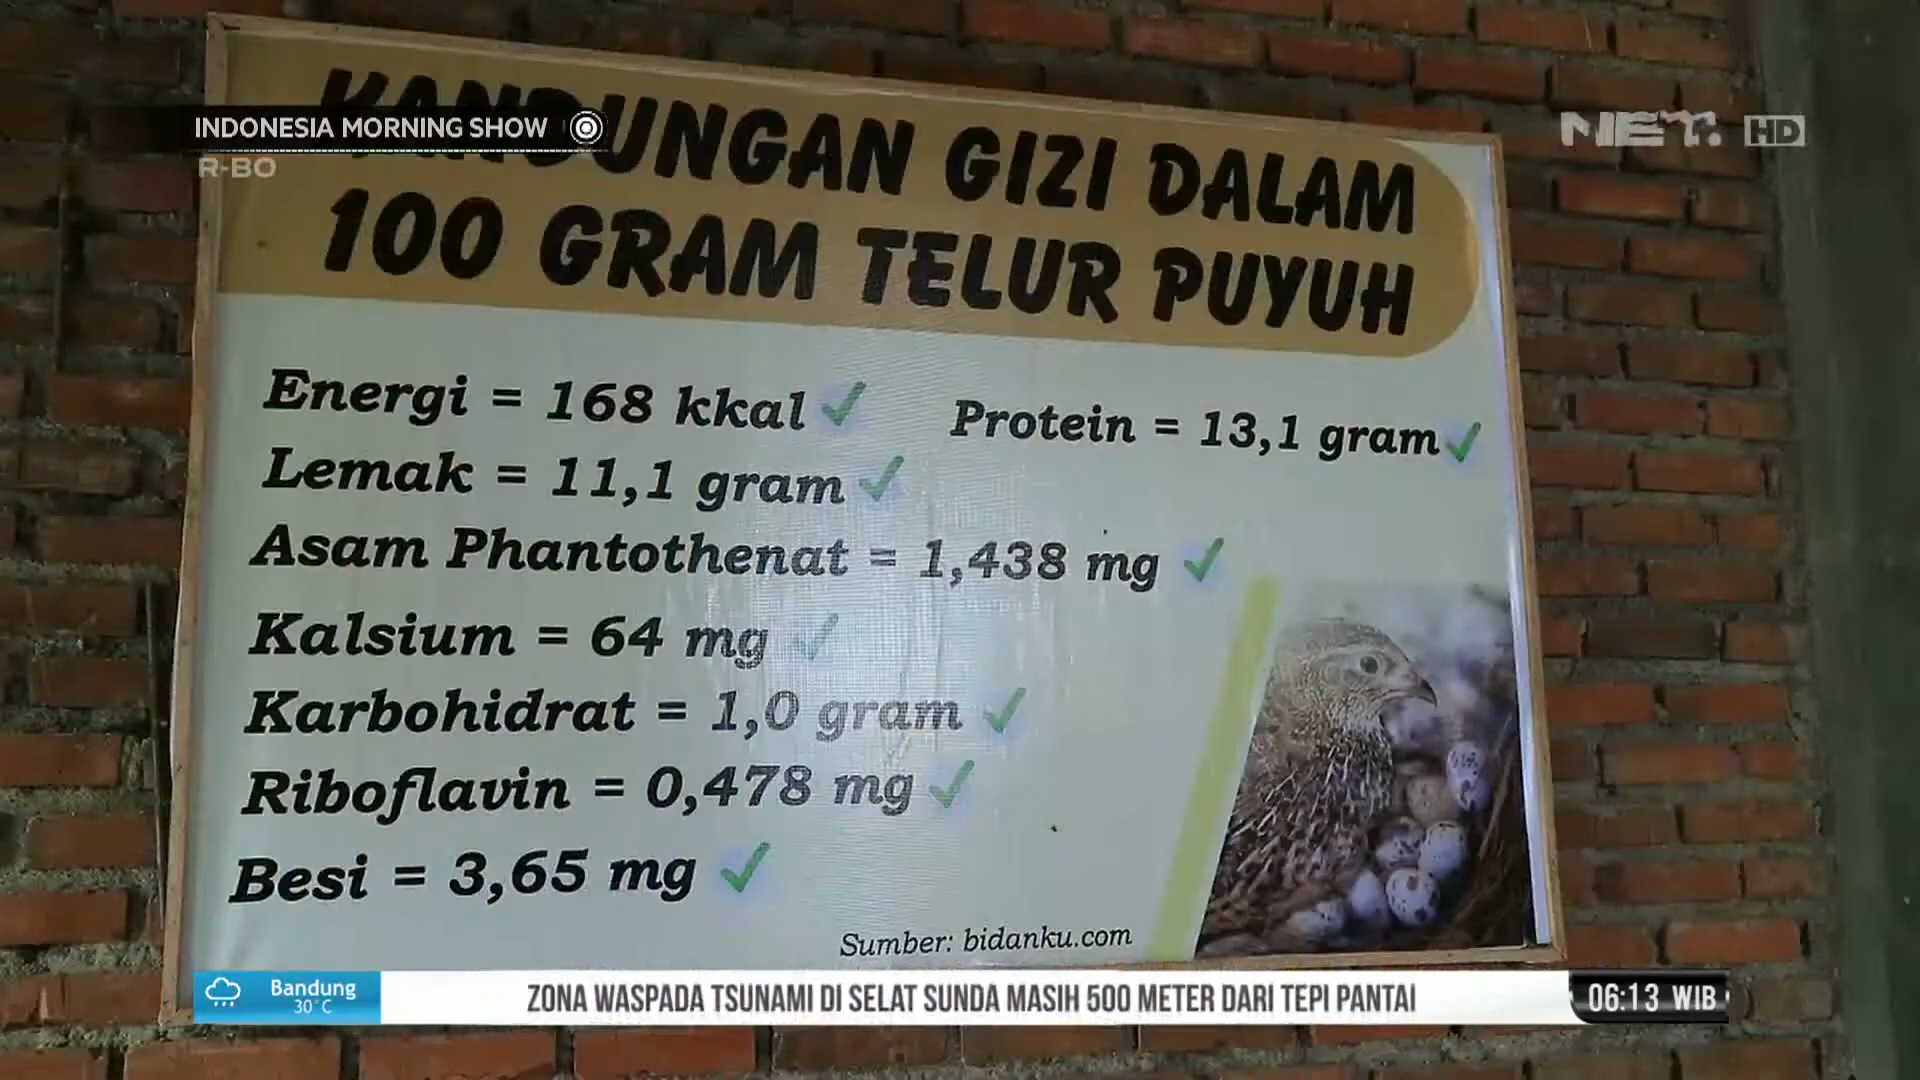 INDONESIA MORNING SHOW
R-BO
NET. HD
KANDUNGAN GIZI DALAM
100 GRAM TELUR PUYUH
Energi = 168 kkal
Protein = 13,1 gram
Lemak = 11,1 gram
Asam Phantothenat = 1,438 mg
Kalsium = 64 mg
Karbohidrat = 1,0 gram
Riboflavin = 0,478 mg
Besi = 3,65 mg
Sumber: bidanku.com
Bandung
30°C
ZONA WASPADA TSUNAMI DI SELAT SUNDA MASIH 500 METER DARI TEPI PANTAI
06:13 WIB